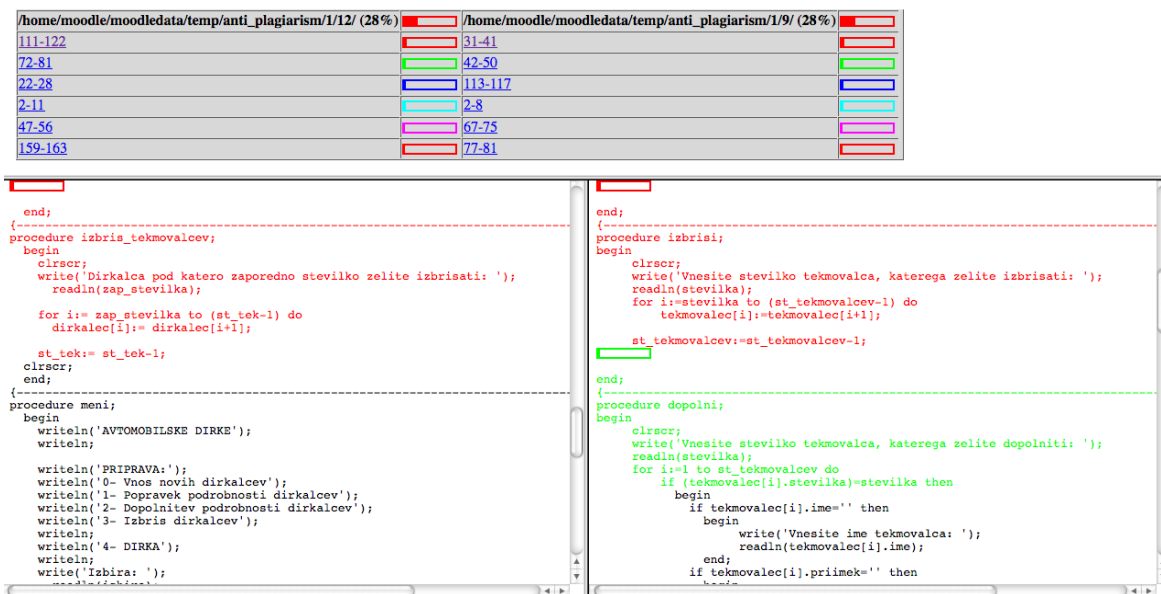 /home/moodle/moodledata/temp/anti_plagiarism/1/12/ (28%) /home/moodle/moodledata/temp/anti_plagiarism/1/9/ (28%)
111-122 31-41
72-81 42-50
22-28 113-117
2-11 2-8
47-56 67-75
159-163 77-81
end;
{--------------------------------------------------------------------------
procedure izbris_tekmovalcev;
begin
clrscr;
write('Dirkalca pod katero zaporedno stevilko zelite izbrisati: ');
readln(zap_stevilka);
for i:= zap_stevilka to (st_tek-1) do
dirkalec[i]:= dirkalec[i+1];
st_tek:= st_tek-1;
clrscr;
end;
{--------------------------------------------------------------------------
procedure meni;
begin
writeln('AVTOMOBILSKE DIRKE');
writeln;
writeln('PRIPRAVA:');
writeln('0- Vnos novih dirkalcev');
writeln('1- Popravek podrobnosti dirkalcev');
writeln('2- Dopolnitev podrobnosti dirkalcev');
writeln('3- Izbris dirkalcev');
writeln;
writeln('4- DIRKA');
writeln;
write('Izbira: ');
end;
{--------------------------------------------------------------------------
procedure izbrisi;
begin
clrscr;
write('Vnesite stevilko tekmovalca, katerega zelite izbrisati: ');
readln(stevilka);
for i:=stevilka to (st_tekmovalcev-1) do
tekmovalec[i]:=tekmovalec[i+1];
st_tekmovalcev:=st_tekmovalcev-1;
end;
{--------------------------------------------------------------------------
procedure dopolni;
begin
clrscr;
write('Vnesite stevilko tekmovalca, katerega zelite dopolniti: ');
readln(stevilka);
for i:=1 to st_tekmovalcev do
if (tekmovalec[i].stevilka)=stevilka then
begin
if tekmovalec[i].ime='' then
begin
write('Vnesite ime tekmovalca: ');
readln(tekmovalec[i].ime);
end;
if tekmovalec[i].priimek='' then